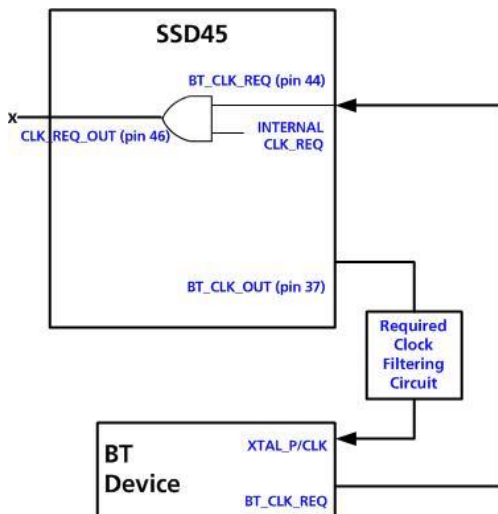 SSD45
BT_CLK_REQ (pin 44)
x
CLK_REQ_OUT (pin 46)
INTERNAL
CLK_REQ
BT_CLK_OUT (pin 37)
Required
Clock
Filtering
Circuit
XTAL_P/CLK
BT
Device
BT_CLK_REQ